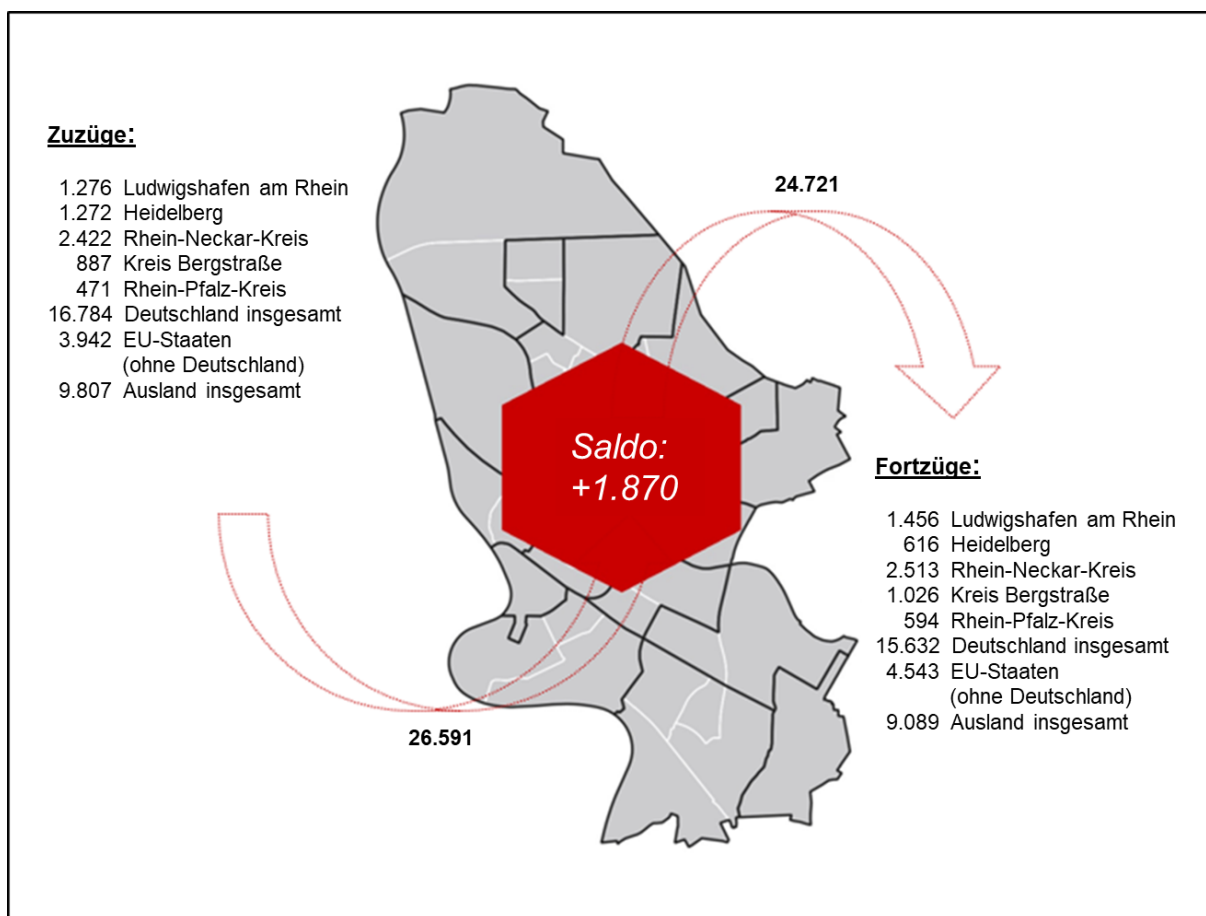 Zuzüge:
1.276 Ludwigshafen am Rhein
1.272 Heidelberg
2.422 Rhein-Neckar-Kreis
887 Kreis Bergstraße
471 Rhein-Pfalz-Kreis
16.784 Deutschland insgesamt
3.942 EU-Staaten
(ohne Deutschland)
9.807 Ausland insgesamt
24.721
Saldo:
+1.870
26.591
Fortzüge:
1.456 Ludwigshafen am Rhein
616 Heidelberg
2.513 Rhein-Neckar-Kreis
1.026 Kreis Bergstraße
594 Rhein-Pfalz-Kreis
15.632 Deutschland insgesamt
4.543 EU-Staaten
(ohne Deutschland)
9.089 Ausland insgesamt